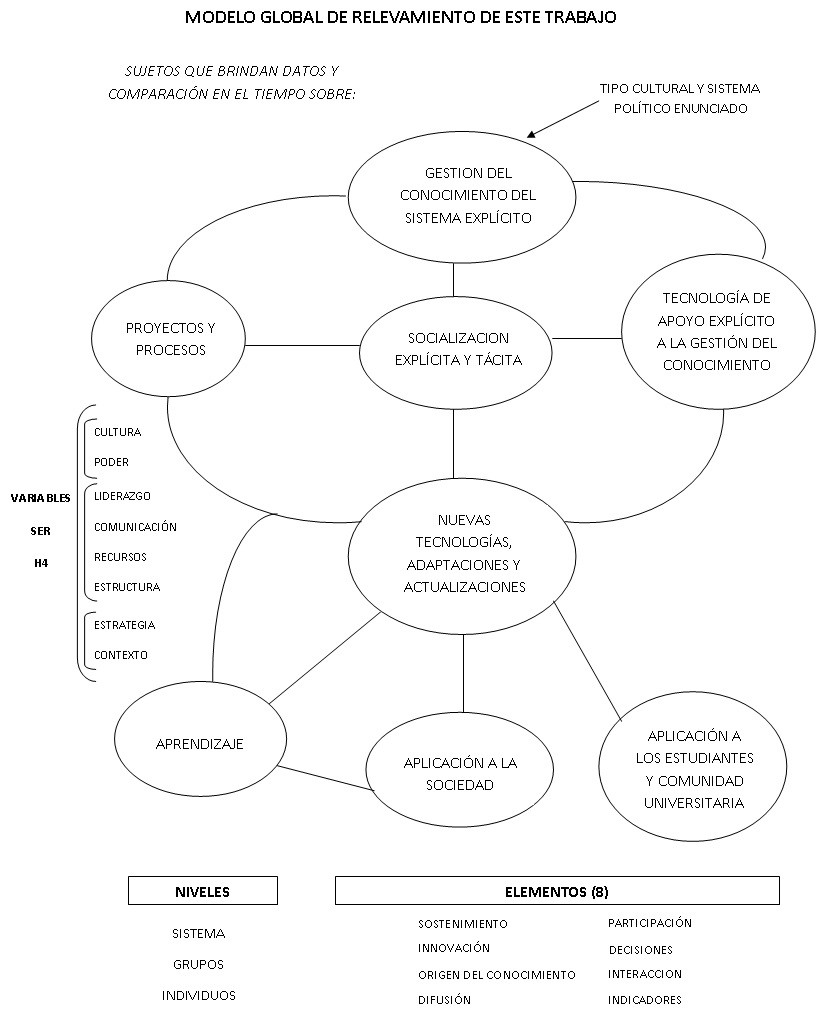 MODELO GLOBAL DE RELEVAMIENTO DE ESTE TRABAJO
SUJETOS QUE BRINDAN DATOS Y
COMPARACIÓN EN EL TIEMPO SOBRE:
TIPO CULTURAL Y SISTEMA
POLÍTICO ENUNCIADO
GESTION DEL
CONOCIMIENTO DEL
SISTEMA EXPLÍCITO
PROYECTOS Y
PROCESOS
SOCIALIZACION
EXPLÍCITA Y TÁCITA
TECNOLOGÍA DE
APOYO EXPLÍCITO
A LA GESTIÓN DEL
CONOCIMIENTO
VARIABLES
SER
H4
CULTURA
PODER
LIDERAZGO
COMUNICACIÓN
RECURSOS
ESTRUCTURA
ESTRATEGIA
CONTEXTO
NUEVAS
TECNOLOGÍAS,
ADAPTACIONES Y
ACTUALIZACIONES
APRENDIZAJE
APLICACIÓN A LA
SOCIEDAD
APLICACIÓN A
LOS ESTUDIANTES
Y COMUNIDAD
UNIVERSITARIA
NIVELES
SISTEMA
GRUPOS
INDIVIDUOS
ELEMENTOS (8)
SOSTENIMIENTO
INNOVACIÓN
ORIGEN DEL CONOCIMIENTO
DIFUSIÓN
PARTICIPACIÓN
DECISIONES
INTERACCION
INDICADORES